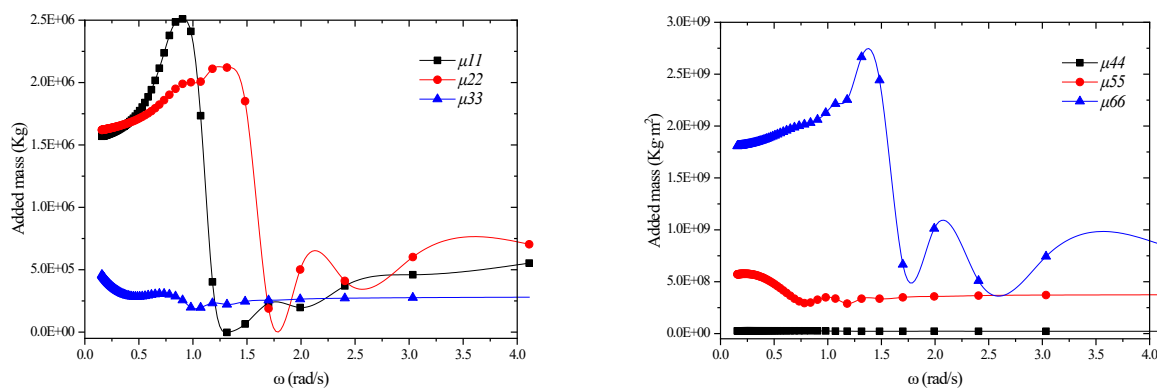 2.5E+06
2.0E+06
1.5E+06
1.0E+06
5.0E+05
0.0E+00
Added mass (Kg)
μ11
μ22
μ33
0.0 0.5 1.0 1.5 2.0 2.5 3.0 3.5 4.0
ω (rad/s)
3.0E+09
2.5E+09
2.0E+09
1.5E+09
1.0E+09
5.0E+08
0.0E+00
Added mass (Kg·m²)
μ44
μ55
μ66
0.0 0.5 1.0 1.5 2.0 2.5 3.0 3.5 4.0
ω (rad/s)